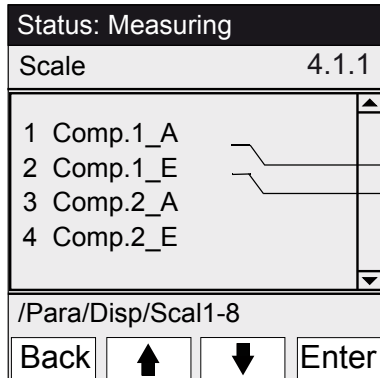 Status: Measuring
Scale 4.1.1
1 Comp.1_A
2 Comp.1_E
3 Comp.2_A
4 Comp.2_E
/Para/Disp/Scal1-8
Back Enter